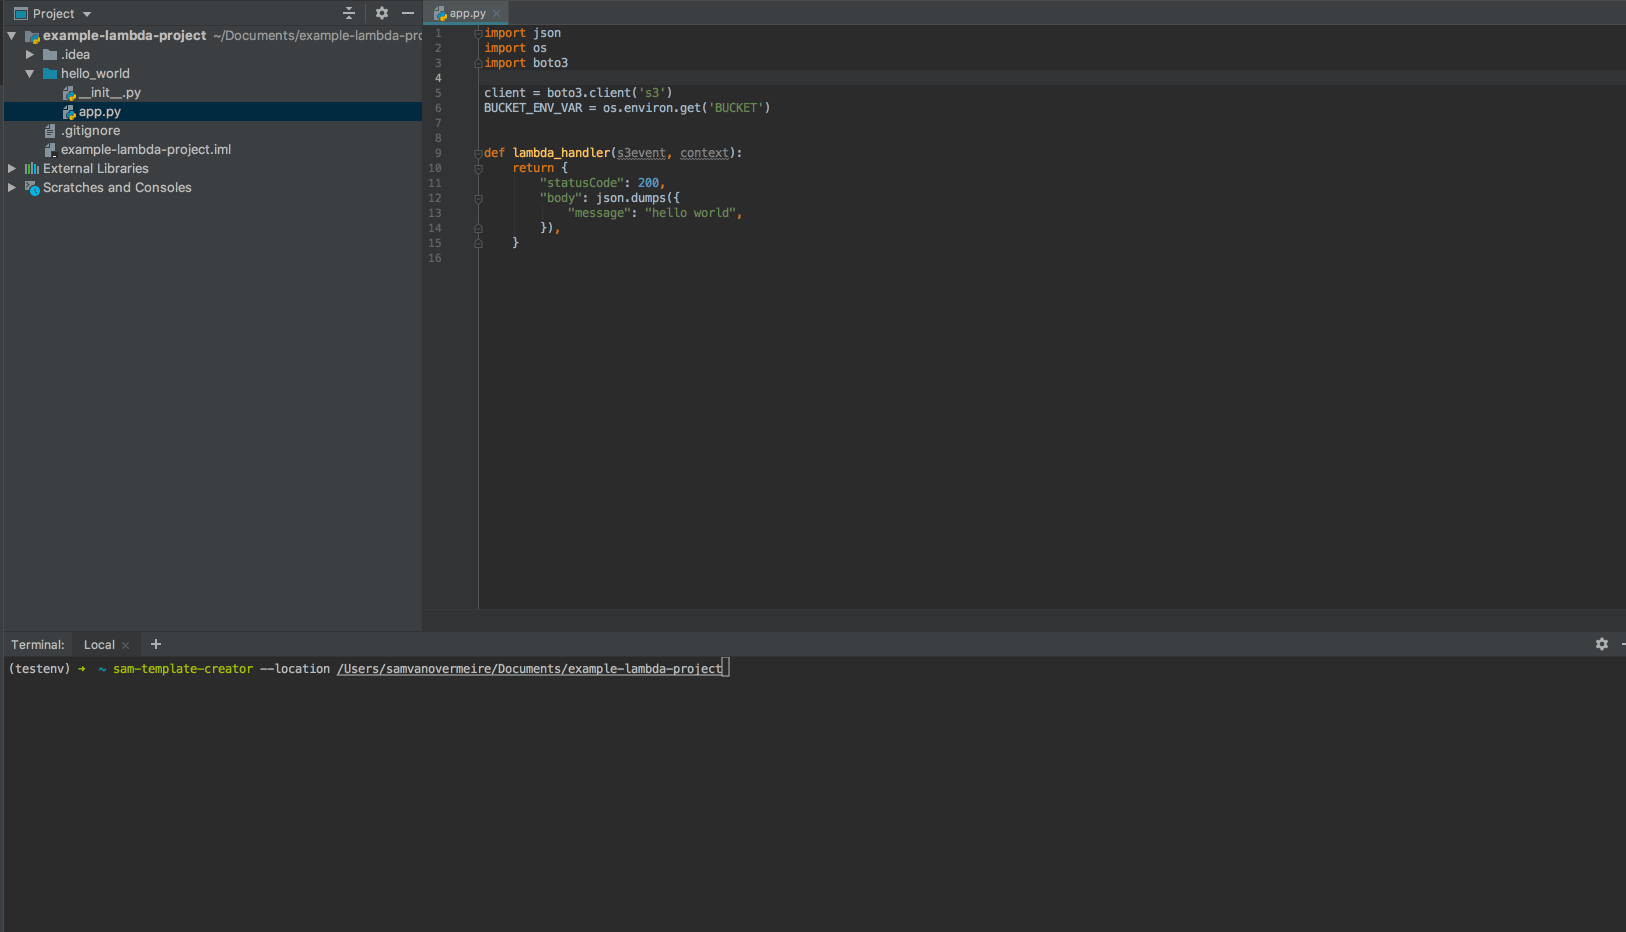 Project
example-lambda-project ~/Documents/example-lambda-pro
.idea
hello_world
__init__.py
app.py
.gitignore
example-lambda-project.iml
External Libraries
Scratches and Consoles
app.py
1 import json
2 import os
3 import boto3
4
5 client = boto3.client('s3')
6 BUCKET_ENV_VAR = os.environ.get('BUCKET')
7
8
9 def lambda_handler(s3event, context):
10 return {
11 "statusCode": 200,
12 "body": json.dumps({
13 "message": "hello world",
14 }),
15 }
16
Terminal: Local +
(testenv) → ~ sam-template-creator --location /Users/samvanovermeire/Documents/example-lambda-project